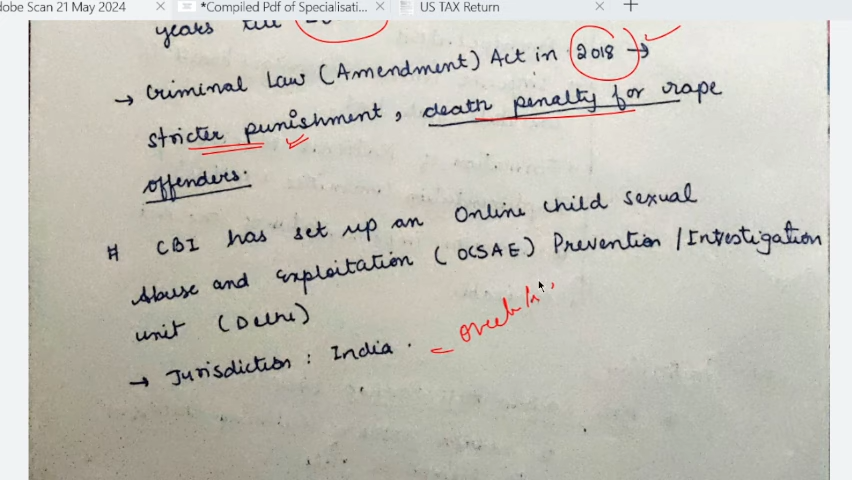 dobe Scan 21 May 2024 × *Compiled Pdf of Specialisati... × US TAX Return × +
years till
→ Criminal Law (Amendment) Act in 2018 →
stricter punishment, death penalty for rape
offenders.
# CBI has set up an Online Child Sexual
Abuse and Exploitation (OCSAE) Prevention / Investigation
unit (Delhi)
→ Jurisdiction : India.